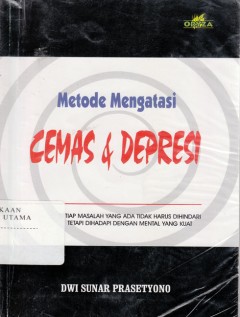 Metode Mengatasi
CEMAS & DEPRESI
TIAP MASALAH YANG ADA TIDAK HARUS DIHINDARI
TETAPI DIHADAPI DENGAN MENTAL YANG KUAT
KAAN
UTAMA
DWI SUNAR PRASETYONO